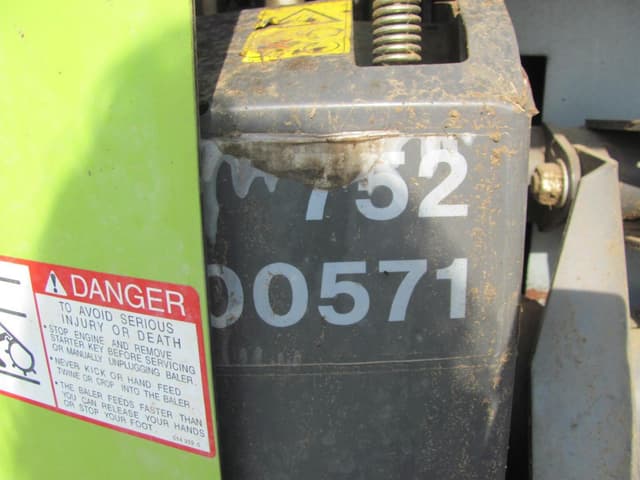 752
00571
DANGER
TO AVOID SERIOUS
INJURY OR DEATH
• STOP ENGINE AND REMOVE
STARTER KEY BEFORE SERVICING
OR MANUALLY UNPLUGGING BALER.
• NEVER KICK OR HAND FEED
TWINE OR CROP INTO THE BALER.
• THE BALER FEEDS FASTER THAN
YOU CAN RELEASE YOUR HANDS
OR STOP YOUR FOOT.